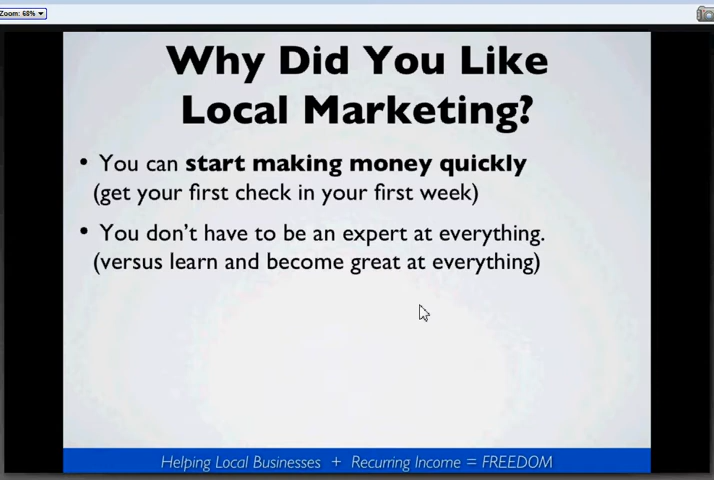 Zoom: 68%
Why Did You Like
Local Marketing?
• You can start making money quickly
(get your first check in your first week)
• You don't have to be an expert at everything.
(versus learn and become great at everything)
Helping Local Businesses + Recurring Income = FREEDOM